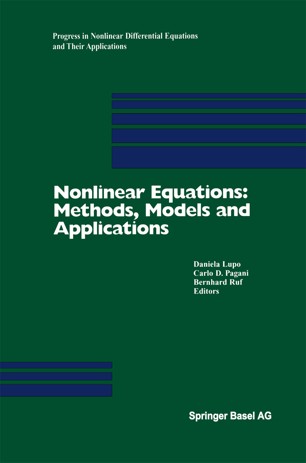 Progress in Nonlinear Differential Equations
and Their Applications
Nonlinear Equations:
Methods, Models and
Applications
Daniela Lupo
Carlo D. Pagani
Bernhard Ruf
Editors
Springer Basel AG